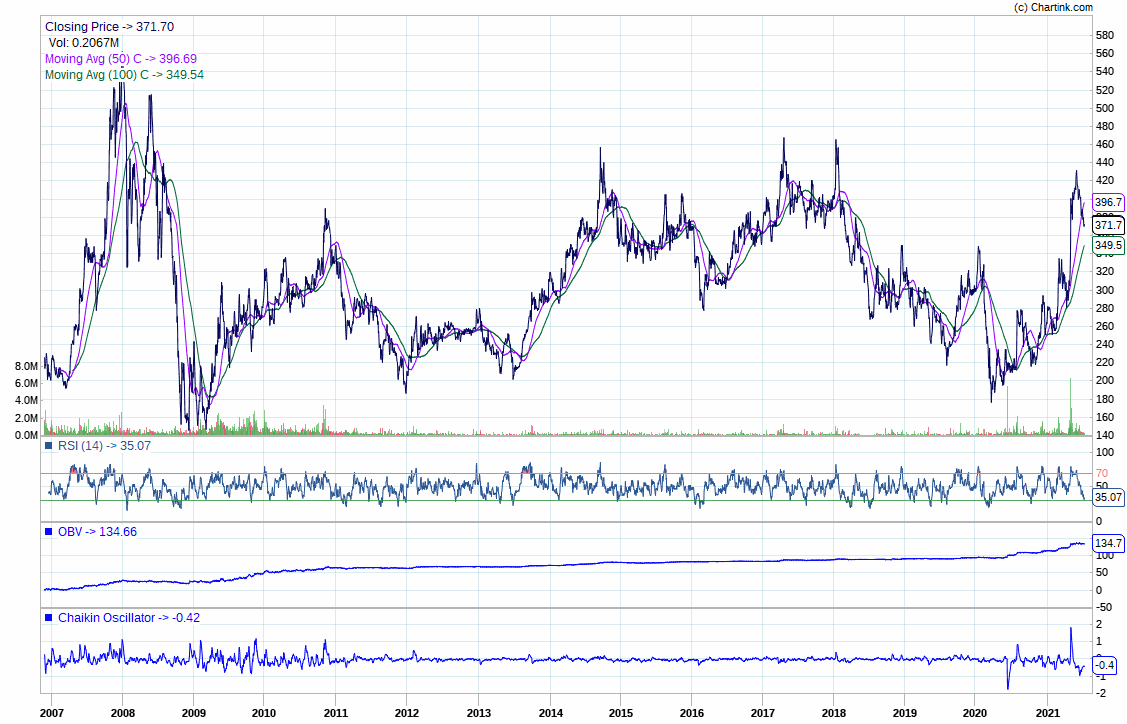 (c) Chartink.com
Closing Price -> 371.70
Vol: 0.2067M
Moving Avg (50) C -> 396.69
Moving Avg (100) C -> 349.54
580
560
540
520
500
480
460
440
420
396.7
371.7
349.5
320
300
280
260
240
220
200
180
160
140
8.0M
6.0M
4.0M
2.0M
0.0M
RSI (14) -> 35.07
100
70
50
35.07
0
OBV -> 134.66
134.7
100
50
0
-50
Chaikin Oscillator -> -0.42
2
1
-0.4
-1
-2
2007 2008 2009 2010 2011 2012 2013 2014 2015 2016 2017 2018 2019 2020 2021